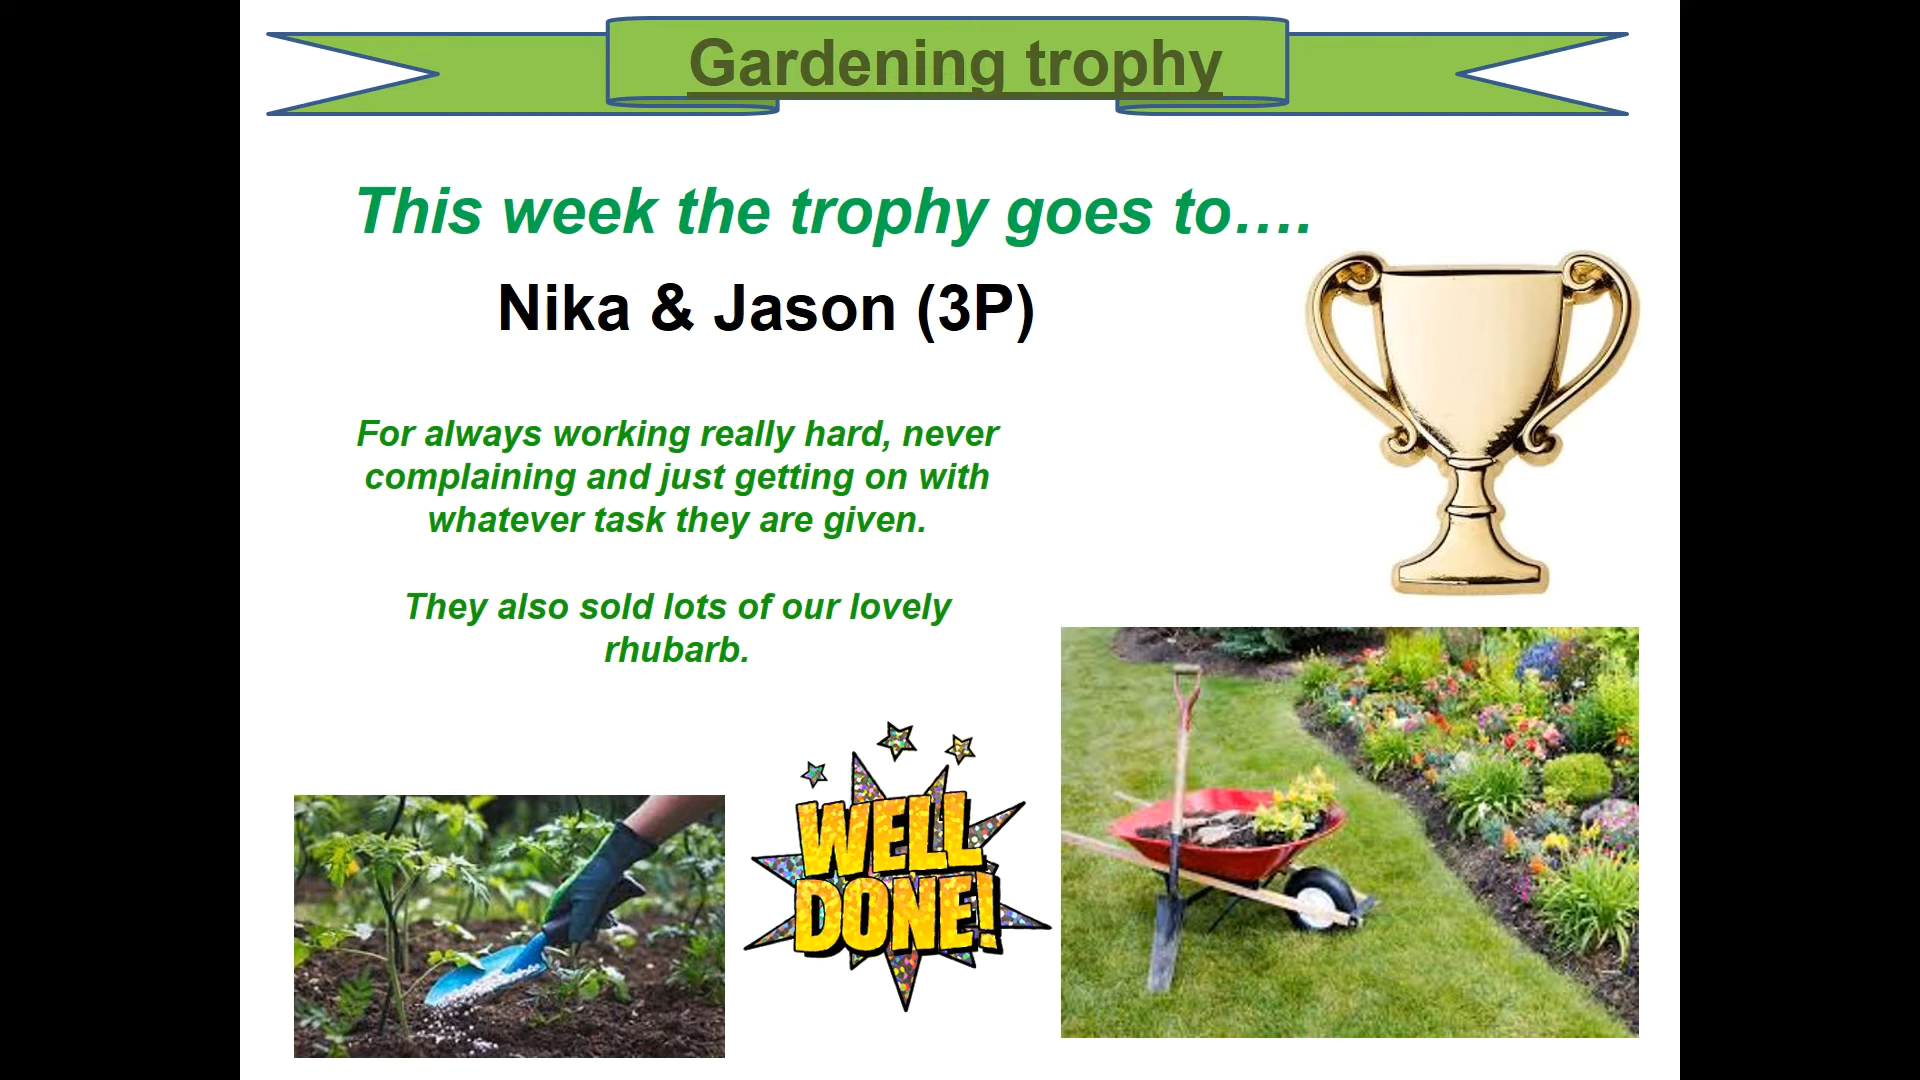 Gardening trophy
This week the trophy goes to….
Nika & Jason (3P)
For always working really hard, never
complaining and just getting on with
whatever task they are given.
They also sold lots of our lovely
rhubarb.
WELL
DONE!